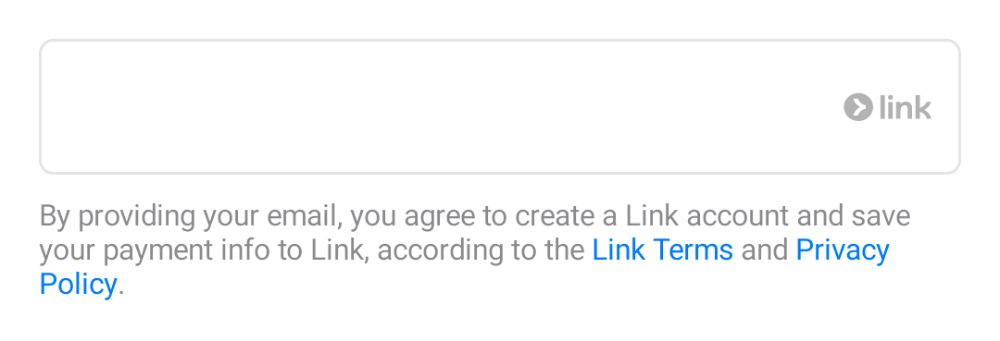 link
By providing your email, you agree to create a Link account and save
your payment info to Link, according to the Link Terms and Privacy
Policy.